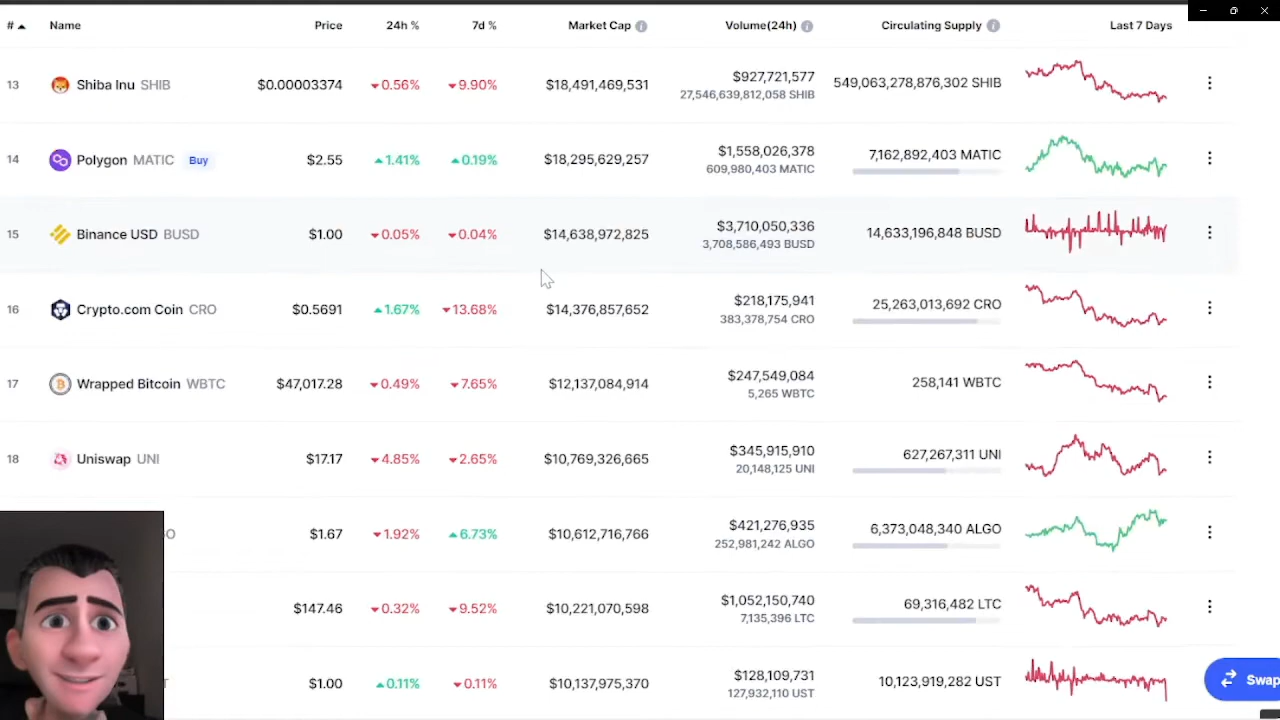 # Name Price 24h % 7d % Market Cap Volume(24h) Circulating Supply Last 7 Days
13 Shiba Inu SHIB $0.00003374 0.56% 9.90% $18,491,469,531 $927,721,577 549,063,278,876,302 SHIB
27,546,639,812,058 SHIB
14 Polygon MATIC Buy $2.55 1.41% 0.19% $18,295,629,257 $1,558,026,378 7,162,892,403 MATIC
609,980,403 MATIC
15 Binance USD BUSD $1.00 0.05% 0.04% $14,638,972,825 $3,710,050,336 14,633,196,848 BUSD
3,708,586,493 BUSD
16 Crypto.com Coin CRO $0.5691 1.67% 13.68% $14,376,857,652 $218,175,941 25,263,013,692 CRO
383,378,754 CRO
17 Wrapped Bitcoin WBTC $47,017.28 0.49% 7.65% $12,137,084,914 $247,549,084 258,141 WBTC
5,265 WBTC
18 Uniswap UNI $17.17 4.85% 2.65% $10,769,326,665 $345,915,910 627,267,311 UNI
20,148,125 UNI
O $1.67 1.92% 6.73% $10,612,716,766 $421,276,935 6,373,048,340 ALGO
252,981,242 ALGO
$147.46 0.32% 9.52% $10,221,070,598 $1,052,150,740 69,316,482 LTC
7,135,396 LTC
T $1.00 0.11% 0.11% $10,137,975,370 $128,109,731 10,123,919,282 UST
127,932,110 UST
Swap